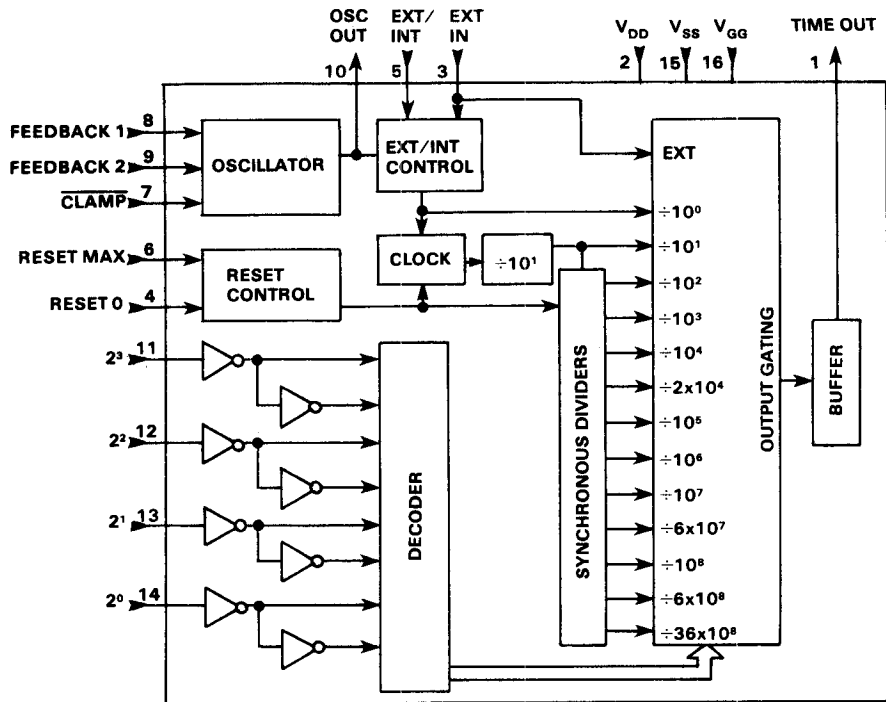 OSC OUT
EXT/ INT
EXT IN
V_DD
V_SS
V_GG
TIME OUT
10
5
3
2
15
16
1
FEEDBACK 1
8
FEEDBACK 2
9
CLAMP
7
OSCILLATOR
EXT/INT CONTROL
EXT
÷10⁰
RESET MAX
6
RESET 0
4
RESET CONTROL
CLOCK
÷10¹
÷10¹
÷10²
÷10³
÷10⁴
÷2x10⁴
÷10⁵
÷10⁶
÷10⁷
÷6x10⁷
÷10⁸
÷6x10⁸
÷36x10⁸
SYNCHRONOUS DIVIDERS
OUTPUT GATING
BUFFER
2³
11
2²
12
2¹
13
2⁰
14
DECODER